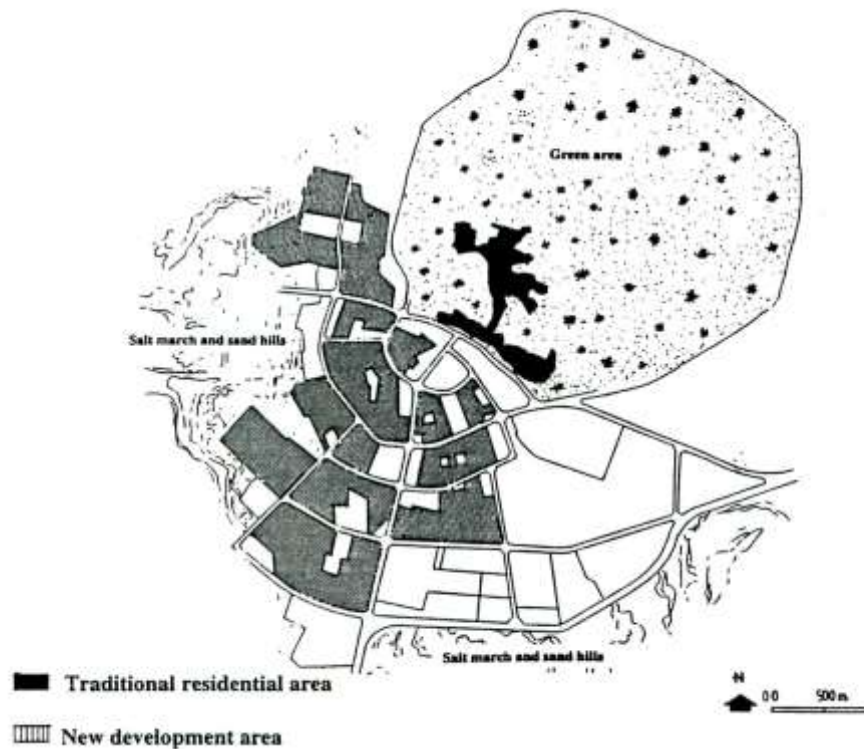 Green area
Salt march and sand hills
Salt march and sand hills
Traditional residential area
New development area
N
0 0 500 m